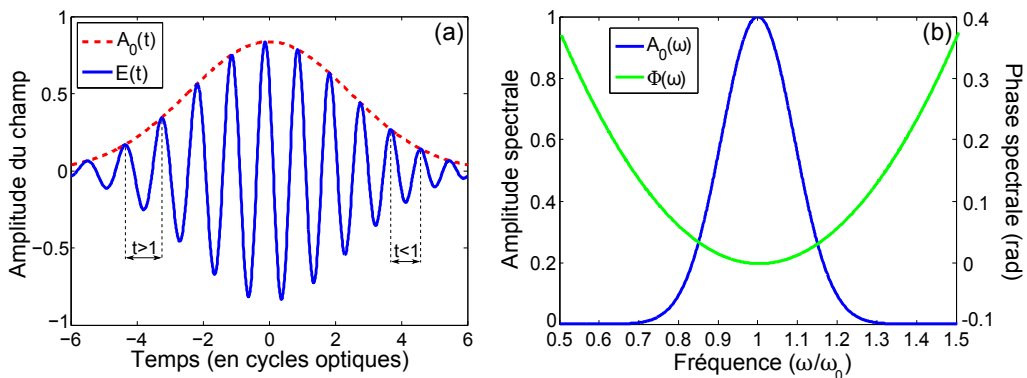 (a)
A₀(t)
E(t)
Amplitude du champ
1
0.5
0
−0.5
−1
t>1
t<1
−6
−4
−2
0
2
4
6
Temps (en cycles optiques)
(b)
A₀(ω)
Φ(ω)
Amplitude spectrale
1
0.8
0.6
0.4
0.2
0
0.5
0.6
0.7
0.8
0.9
1
1.1
1.2
1.3
1.4
1.5
Fréquence (ω/ω₀)
0.4
0.3
0.2
0.1
0
-0.1
Phase spectrale (rad)